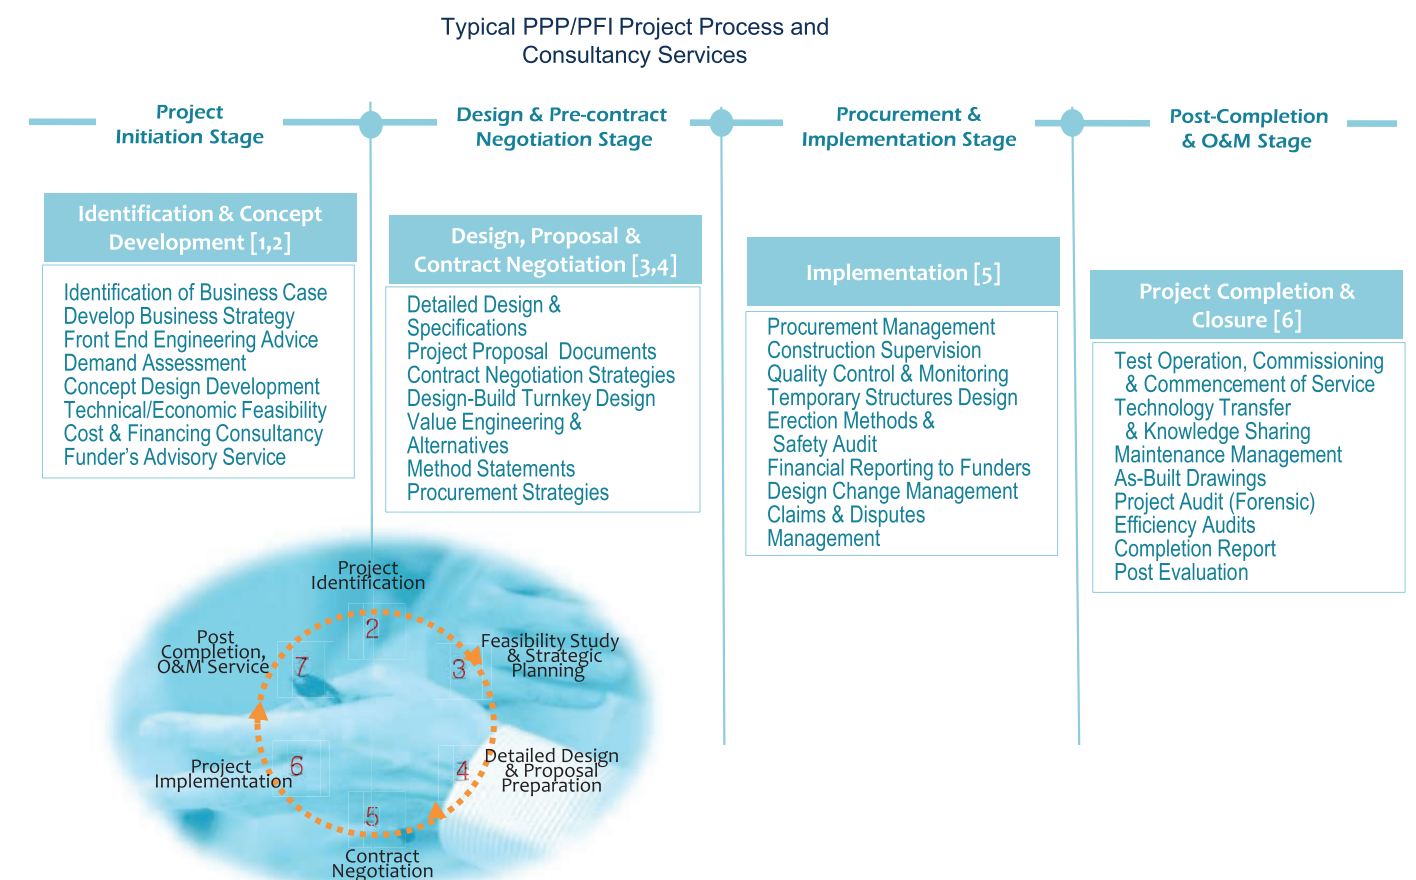 Typical PPP/PFI Project Process and
Consultancy Services
Project
Initiation Stage
Design & Pre-contract
Negotiation Stage
Procurement &
Implementation Stage
Post-Completion
& O&M Stage
Identification & Concept
Development [1,2]
Identification of Business Case
Develop Business Strategy
Front End Engineering Advice
Demand Assessment
Concept Design Development
Technical/Economic Feasibility
Cost & Financing Consultancy
Funder's Advisory Service
Design, Proposal &
Contract Negotiation [3,4]
Detailed Design &
Specifications
Project Proposal Documents
Contract Negotiation Strategies
Design-Build Turnkey Design
Value Engineering &
Alternatives
Method Statements
Procurement Strategies
Implementation [5]
Procurement Management
Construction Supervision
Quality Control & Monitoring
Temporary Structures Design
Erection Methods &
Safety Audit
Financial Reporting to Funders
Design Change Management
Claims & Disputes
Management
Project Completion &
Closure [6]
Test Operation, Commissioning
& Commencement of Service
Technology Transfer
& Knowledge Sharing
Maintenance Management
As-Built Drawings
Project Audit (Forensic)
Efficiency Audits
Completion Report
Post Evaluation
Project
Identification
2
Feasibility Study
& Strategic
Planning
3
Detailed Design
& Proposal
Preparation
4
5
Contract
Negotiation
Project
Implementation
6
Post
Completion,
O&M Service
7